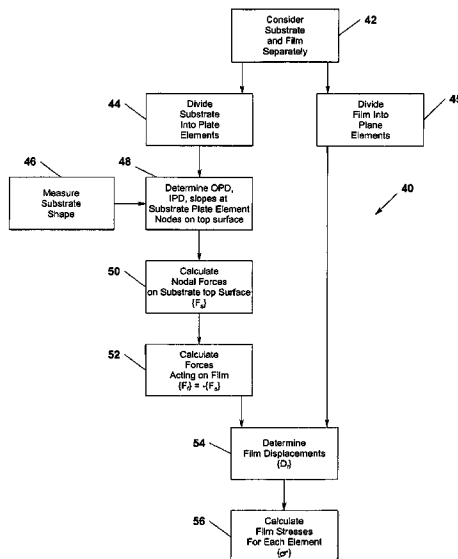 Consider
Substrate
and Film
Separately
42
44
Divide
Substrate
Into Plate
Elements
Divide
Film Into
Plane
Elements
45
46
48
Measure
Substrate
Shape
Determine OPD,
IPD, slopes at
Substrate Plate Element
Nodes on top surface
40
50
Calculate
Nodal Forces
on Substrate top Surface
{Fs}
52
Calculate
Forces
Acting on Film
{Ff} = -{Fs}
54
Determine
Film Displacements
{Df}
56
Calculate
Film Stresses
For Each Element